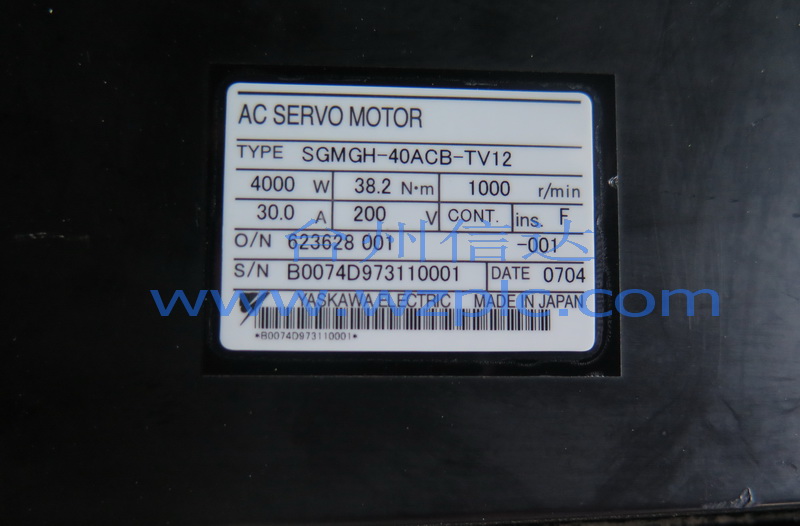 AC SERVO MOTOR
TYPE SGMGH-40ACB-TV12
4000 W 38.2 N·m 1000 r/min
30.0 A 200 V CONT. ins. F
台州信达
O/N 623628 001 -001
S/N B0074D973110001 DATE 0704
www.wzplc.com
YASKAWA ELECTRIC MADE IN JAPAN
*B0074D973110001*